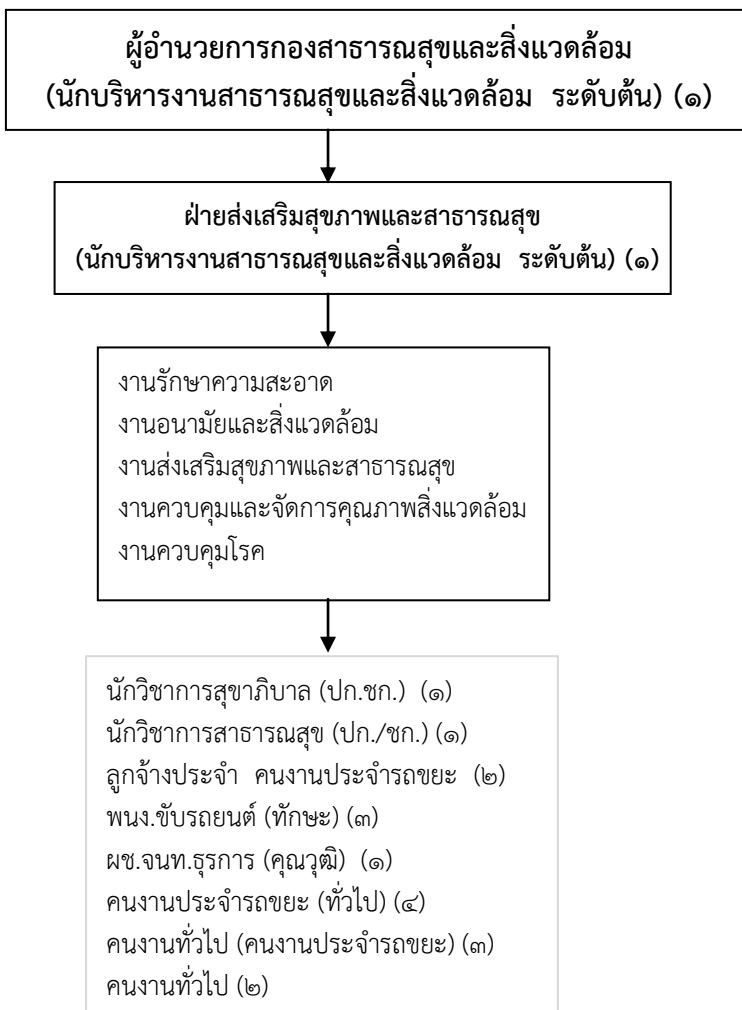 ผู้อำนวยการกองสาธารณสุขและสิ่งแวดล้อม
(นักบริหารงานสาธารณสุขและสิ่งแวดล้อม ระดับต้น) (๑)
ฝ่ายส่งเสริมสุขภาพและสาธารณสุข
(นักบริหารงานสาธารณสุขและสิ่งแวดล้อม ระดับต้น) (๑)
งานรักษาความสะอาด
งานอนามัยและสิ่งแวดล้อม
งานส่งเสริมสุขภาพและสาธารณสุข
งานควบคุมและจัดการคุณภาพสิ่งแวดล้อม
งานควบคุมโรค
นักวิชาการสุขาภิบาล (ปก.ชก.) (๑)
นักวิชาการสาธารณสุข (ปก./ชก.) (๑)
ลูกจ้างประจำ คนงานประจำรถขยะ (๒)
พนง.ขับรถยนต์ (ทักษะ) (๓)
ผช.จนท.ธุรการ (คุณวุฒิ) (๑)
คนงานประจำรถขยะ (ทั่วไป) (๔)
คนงานทั่วไป (คนงานประจำรถขยะ) (๓)
คนงานทั่วไป (๒)